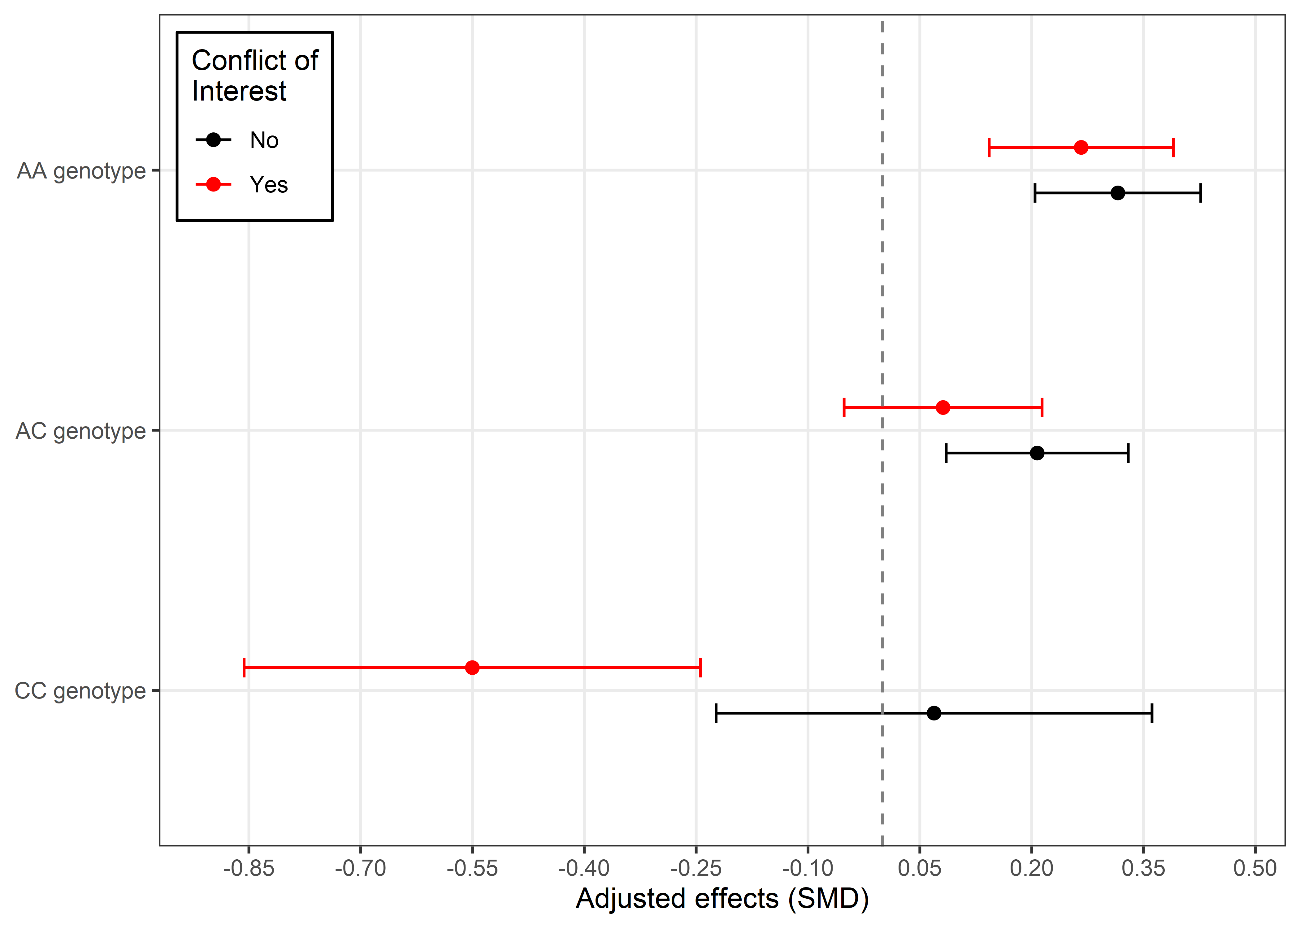 Conflict of
Interest
No
Yes
AA genotype
AC genotype
CC genotype
-0.85 -0.70 -0.55 -0.40 -0.25 -0.10 0.05 0.20 0.35 0.50
Adjusted effects (SMD)